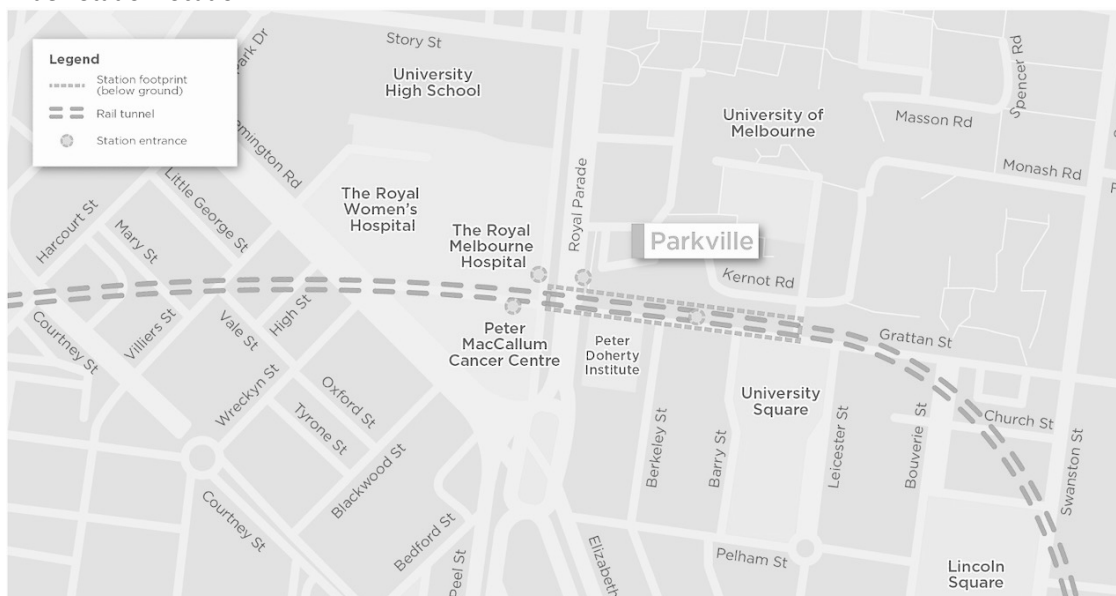 Legend
Station footprint
(below ground)
Rail tunnel
Station entrance
Story St
University
High School
Royal Parade
University of
Melbourne
Spencer Rd
Masson Rd
Monash Rd
Park Dr
Little George St
Harcourt St
Mary St
The Royal
Women's
Hospital
The Royal
Melbourne
Hospital
Parkville
Kernot Rd
Courtney St
Villiers St
Vale St
High St
Peter
MacCallum
Cancer Centre
Peter
Doherty
Institute
Grattan St
Wreckyn St
Oxford St
Tyrone St
Blackwood St
University
Square
Berkeley St
Barry St
Leicester St
Bouverie St
Church St
Swanston St
Courtney St
Bedford St
Peel St
Elizabeth
Pelham St
Lincoln
Square